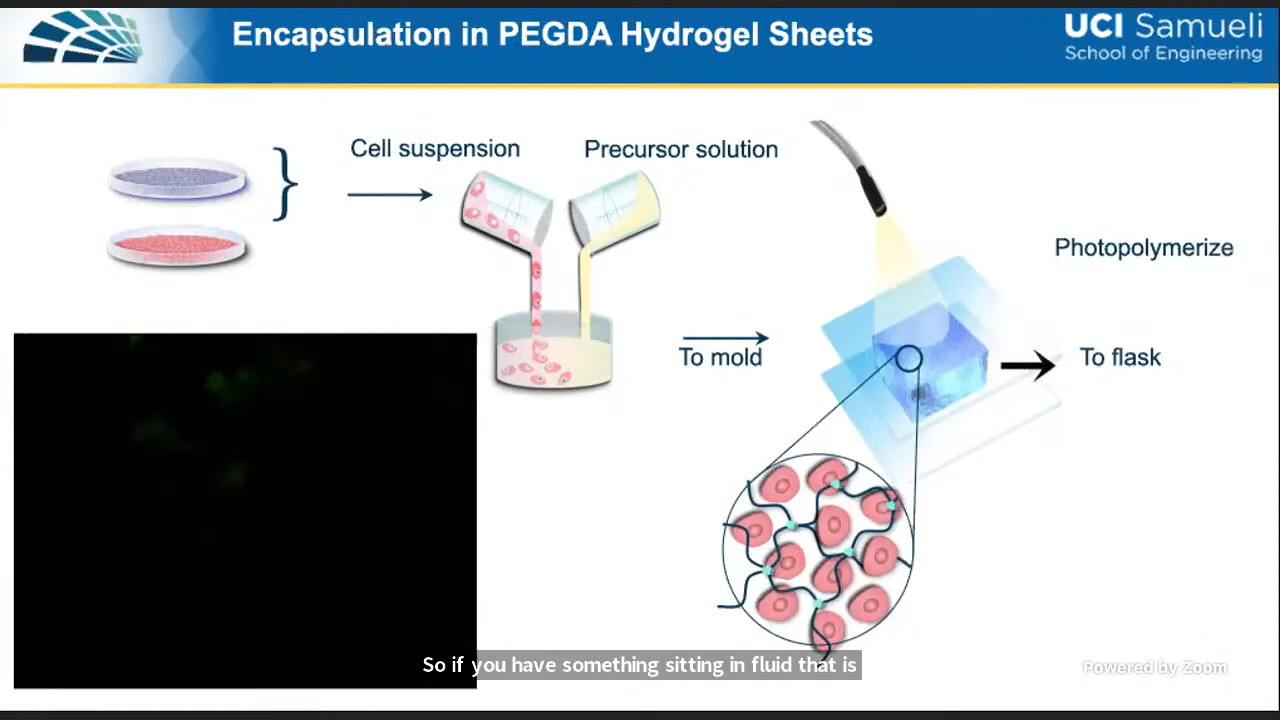 Encapsulation in PEGDA Hydrogel Sheets
UCI Samueli
School of Engineering
Cell suspension
Precursor solution
Photopolymerize
To mold
To flask
So if you have something sitting in fluid that is
Powered by Zoom